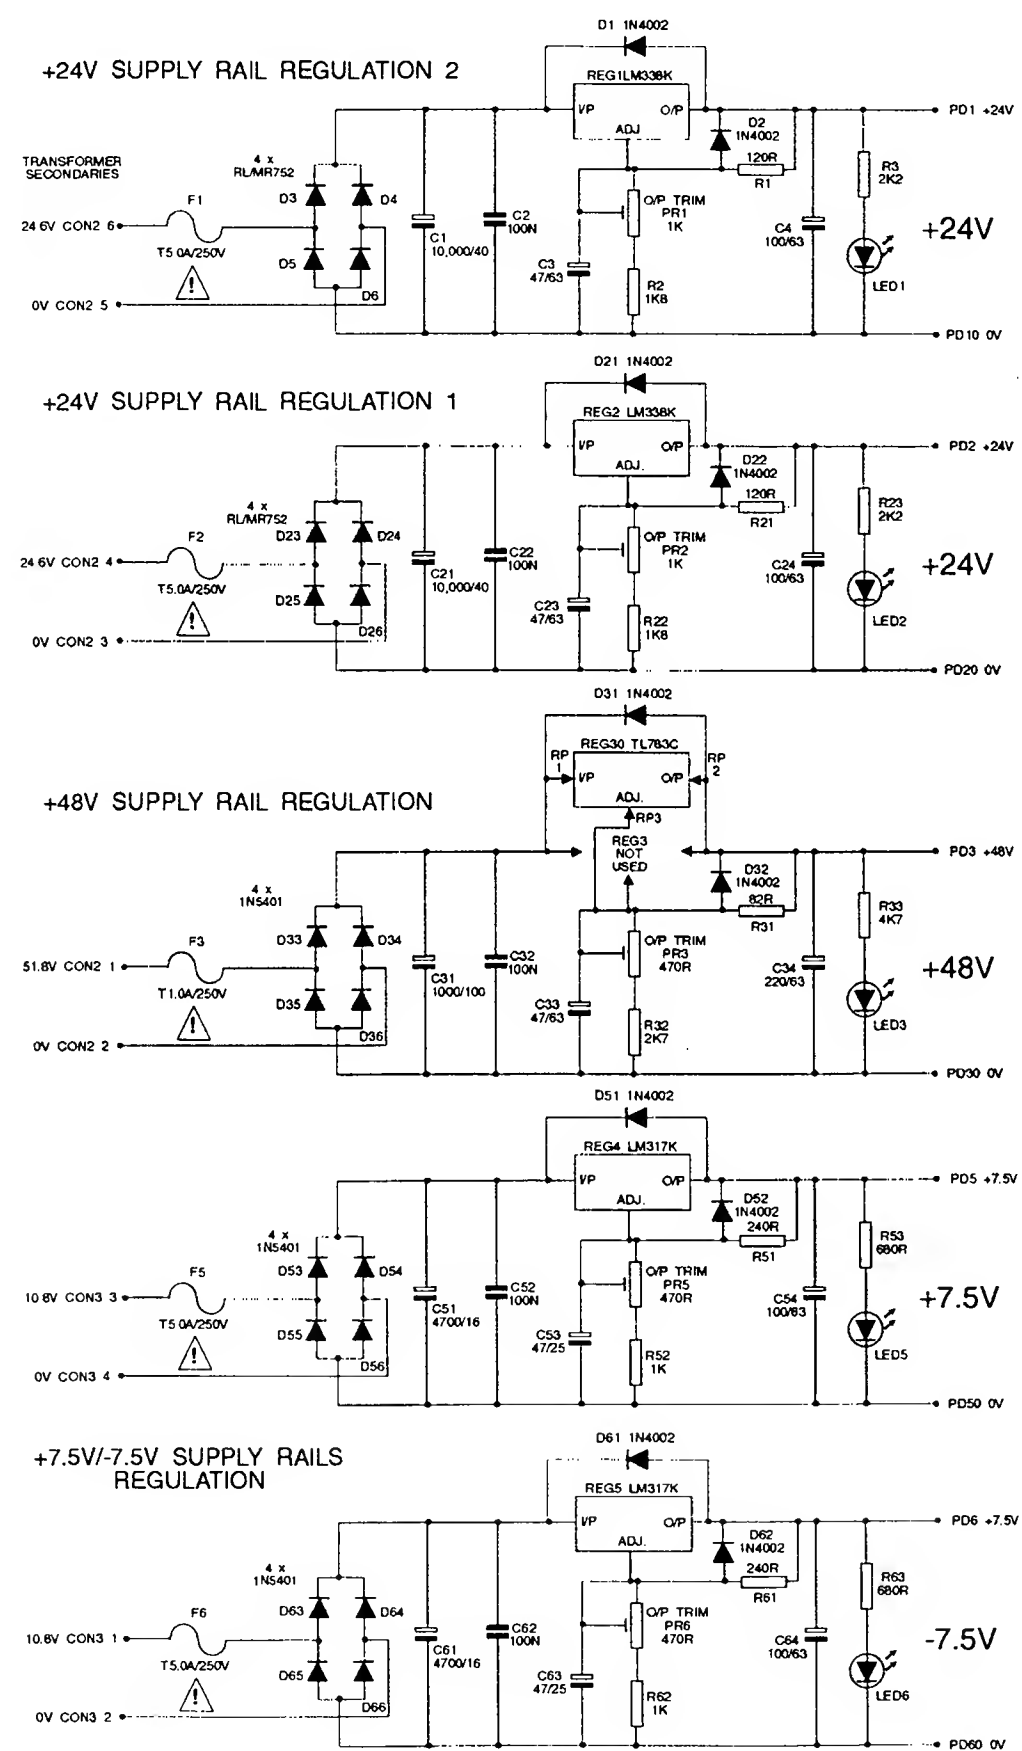 D1 1N4002
+24V SUPPLY RAIL REGULATION 2
REG1LM338K
I/P
O/P
ADJ
PD1 +24V
D2
1N4002
TRANSFORMER
SECONDARIES
4 x
RL/MR752
120R
R1
R3
2K2
F1
D3
D4
O/P TRIM
PR1
1K
24.6V CON2 6
C1
10,000/40
C2
100N
C4
100/63
+24V
T5.0A/250V
D5
C3
47/63
R2
1K8
LED1
!
D6
0V CON2 5
PD10 0V
D21 1N4002
+24V SUPPLY RAIL REGULATION 1
REG2 LM338K
I/P
O/P
ADJ.
PD2 +24V
D22
1N4002
4 x
RL/MR752
120R
R21
R23
2K2
F2
D23
D24
O/P TRIM
PR2
1K
24.6V CON2 4
C21
10,000/40
C22
100N
C24
100/63
+24V
T5.0A/250V
D25
C23
47/63
R22
1K8
LED2
!
D26
0V CON2 3
PD20 0V
D31 1N4002
REG30 TL783C
RP
1
I/P
O/P
RP
2
ADJ.
+48V SUPPLY RAIL REGULATION
RP3
REG3
NOT
USED
PD3 +48V
D32
1N4002
4 x
1N5401
82R
R31
R33
4K7
F3
D33
D34
O/P TRIM
PR3
470R
51.8V CON2 1
C31
1000/100
C32
100N
C34
220/63
+48V
T1.0A/250V
D35
C33
47/63
R32
2K7
LED3
!
D36
0V CON2 2
PD30 0V
D51 1N4002
REG4 LM317K
I/P
O/P
ADJ.
PD5 +7.5V
D52
1N4002
4 x
1N5401
240R
R51
R53
680R
F5
D53
D54
O/P TRIM
PR5
470R
10.8V CON3 3
C51
4700/16
C52
100N
C54
100/63
+7.5V
T5.0A/250V
D55
C53
47/25
R52
1K
LED5
!
D56
0V CON3 4
PD50 0V
D61 1N4002
+7.5V/-7.5V SUPPLY RAILS
REGULATION
REG5 LM317K
I/P
O/P
ADJ.
PD6 +7.5V
D62
1N4002
4 x
1N5401
240R
R61
R63
680R
F6
D63
D64
O/P TRIM
PR6
470R
10.8V CON3 1
C61
4700/16
C62
100N
C64
100/63
-7.5V
T5.0A/250V
D65
C63
47/25
R62
1K
LED6
!
D66
0V CON3 2
PD60 0V